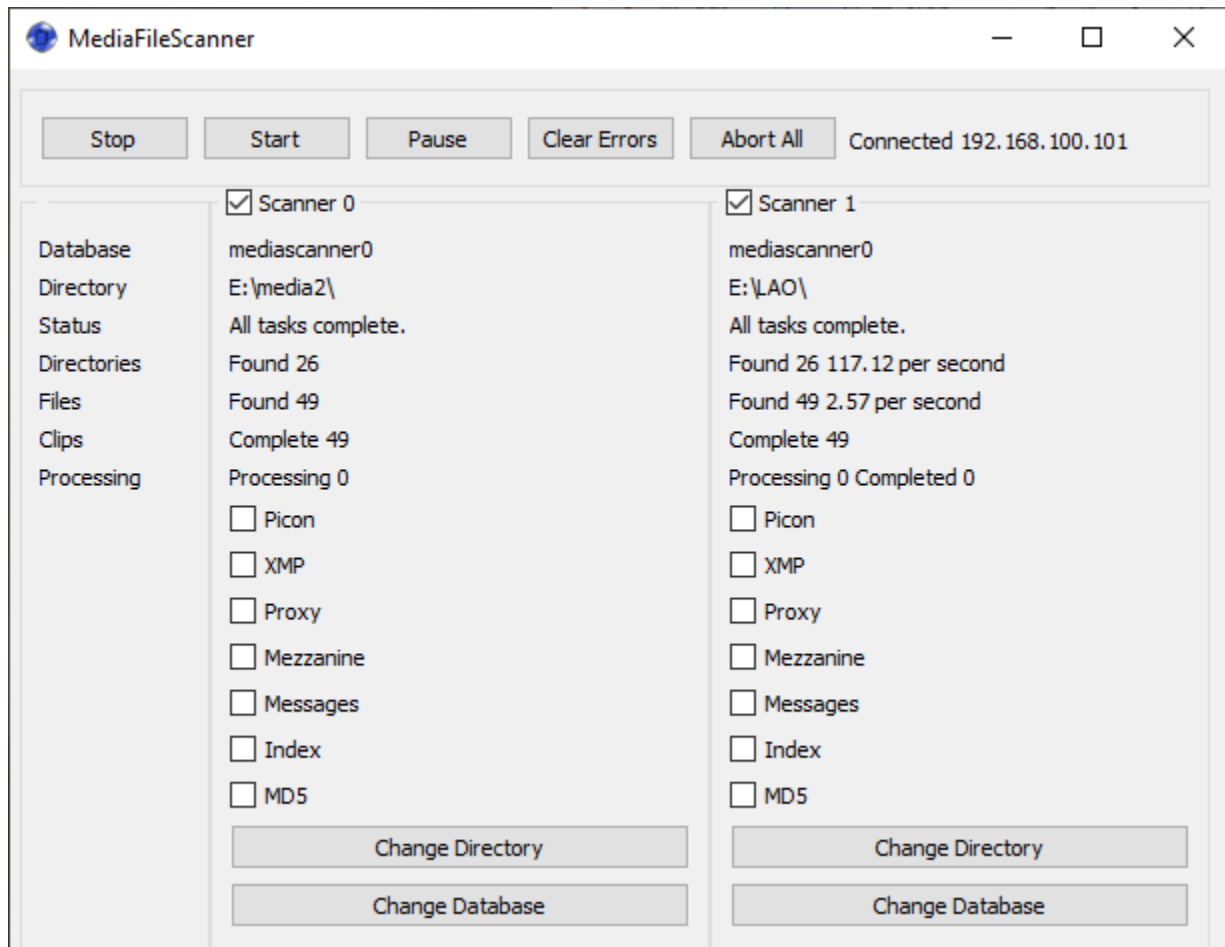 MediaFileScanner
Stop Start Pause Clear Errors Abort All Connected 192.168.100.101
Scanner 0 Scanner 1
Database mediascanner0 mediascanner0
Directory E:\media2\ E:\LAO\
Status All tasks complete. All tasks complete.
Directories Found 26 Found 26 117.12 per second
Files Found 49 Found 49 2.57 per second
Clips Complete 49 Complete 49
Processing Processing 0 Processing 0 Completed 0
Picon Picon
XMP XMP
Proxy Proxy
Mezzanine Mezzanine
Messages Messages
Index Index
MD5 MD5
Change Directory Change Directory
Change Database Change Database